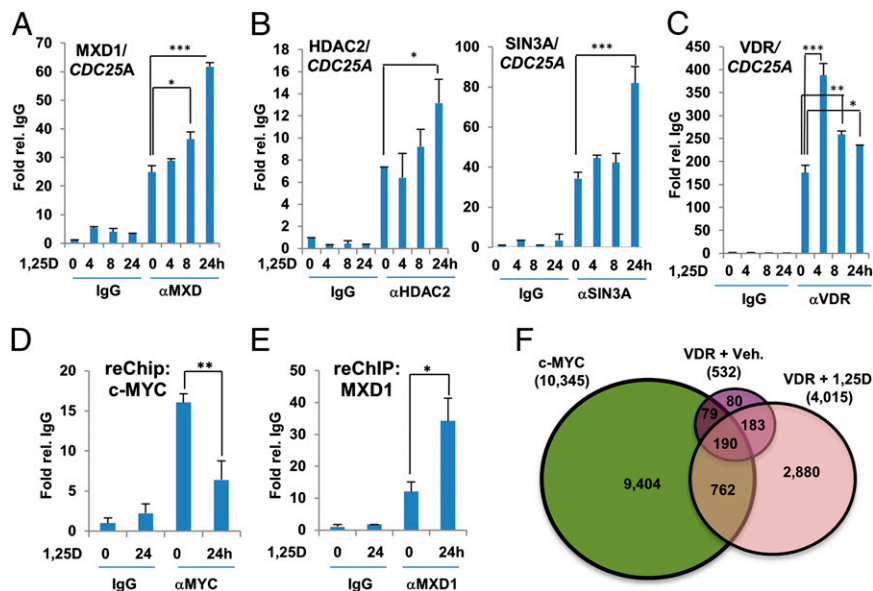 A
MXD1/
CDC25A
Fold rel. IgG
70
60
50
40
30
20
10
0
***
*
1,25D
0 4 8 24 0 4 8 24h
IgG
αMXD
B
HDAC2/
CDC25A
Fold rel. IgG
18
16
14
12
10
8
6
4
2
0
*
1,25D
0 4 8 24 0 4 8 24h
IgG
αHDAC2
SIN3A/
CDC25A
Fold rel. IgG
100
80
60
40
20
0
***
1,25D
0 4 8 24 0 4 8 24h
IgG
αSIN3A
C
VDR/
CDC25A
Fold rel. IgG
450
400
350
300
250
200
150
100
50
0
***
**
*
1,25D
0 4 8 24 0 4 8 24h
IgG
αVDR
D
reChip:
c-MYC
Fold rel. IgG
20
15
10
5
0
**
1,25D
0 24 0 24h
IgG
αMYC
E
reChIP:
MXD1
Fold rel. IgG
50
40
30
20
10
0
*
1,25D
0 24 0 24h
IgG
αMXD1
F
c-MYC
(10,345)
VDR + Veh.
(532)
VDR + 1,25D
(4,015)
79
80
183
190
9,404
762
2,880